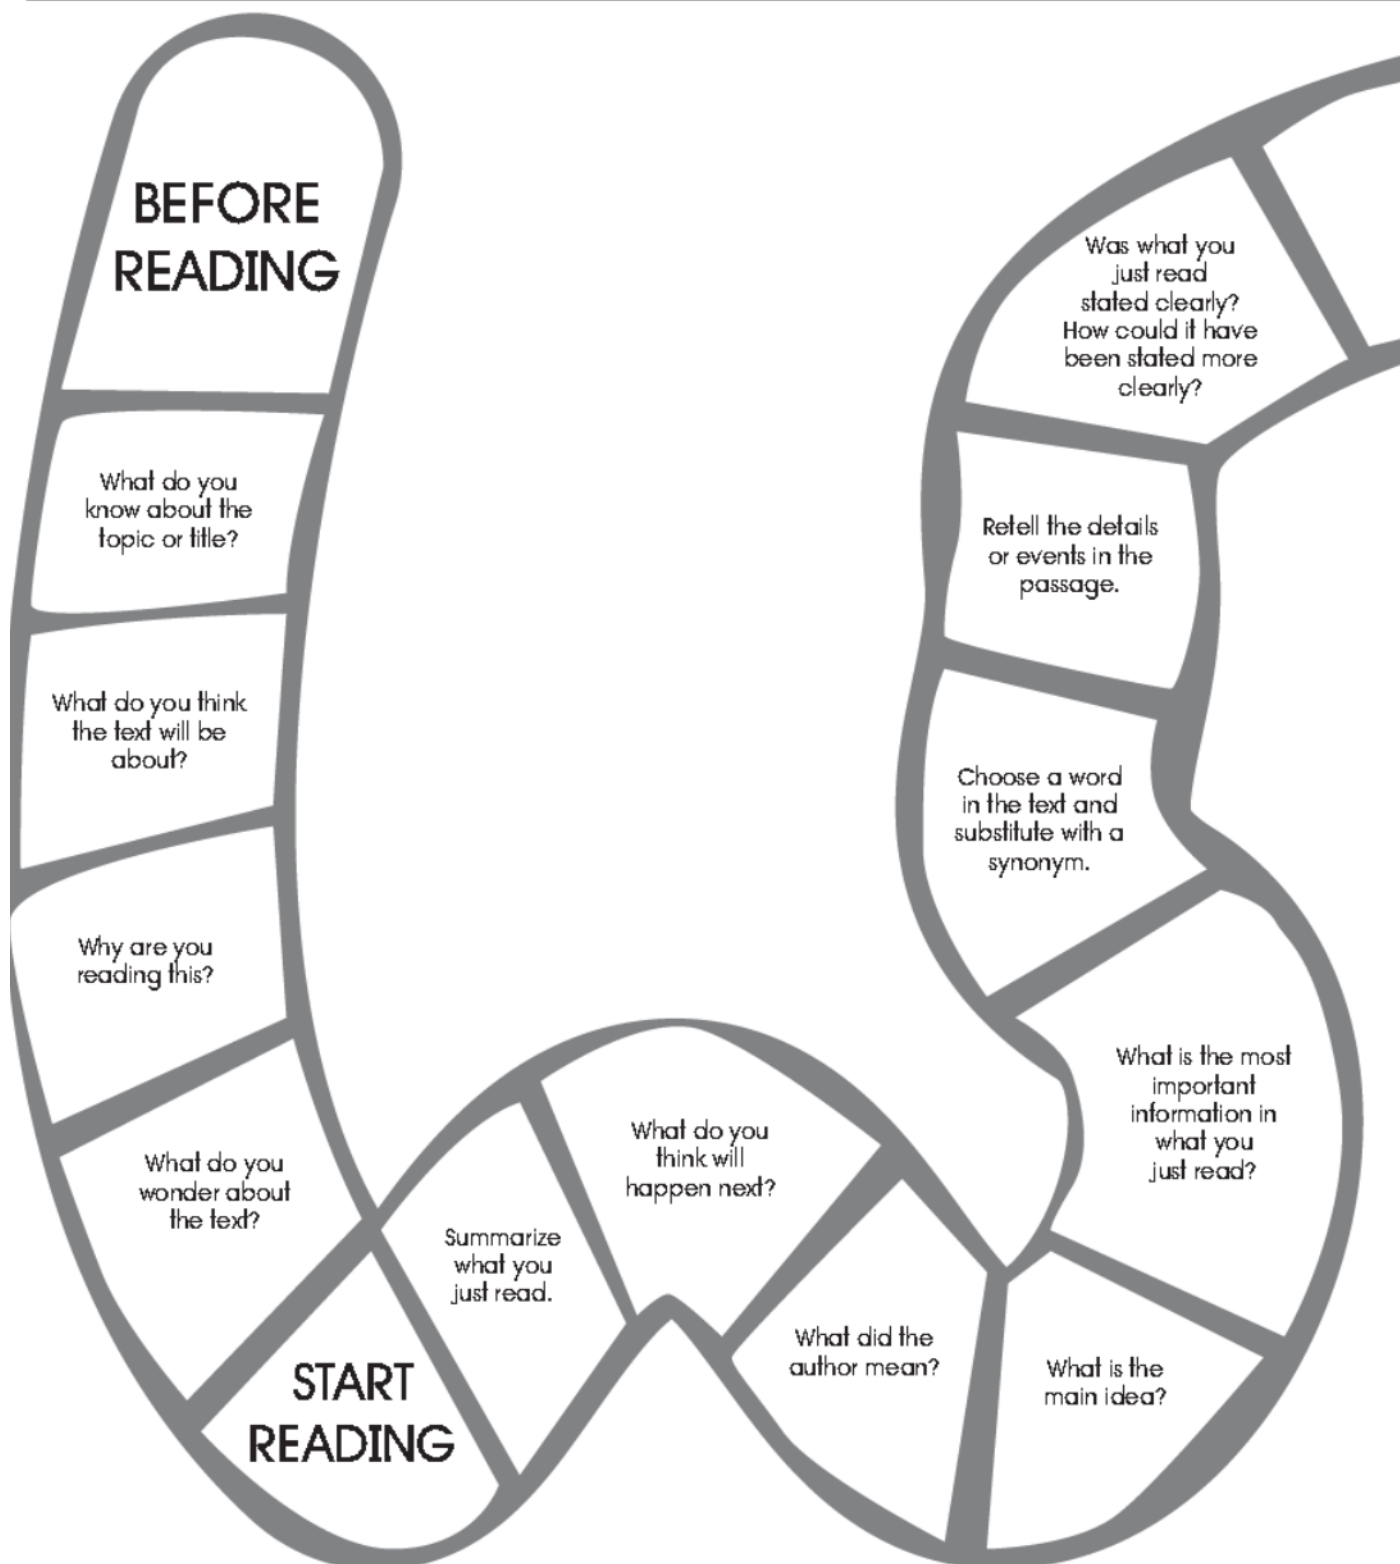 BEFORE
READING
What do you
know about the
topic or title?
What do you think
the text will be
about?
Why are you
reading this?
What do you
wonder about
the text?
START
READING
Summarize
what you
just read.
What do you
think will
happen next?
What did the
author mean?
What is the
main idea?
What is the most
important
information in
what you
just read?
Choose a word
in the text and
substitute with a
synonym.
Retell the details
or events in the
passage.
Was what you
just read
stated clearly?
How could it have
been stated more
clearly?